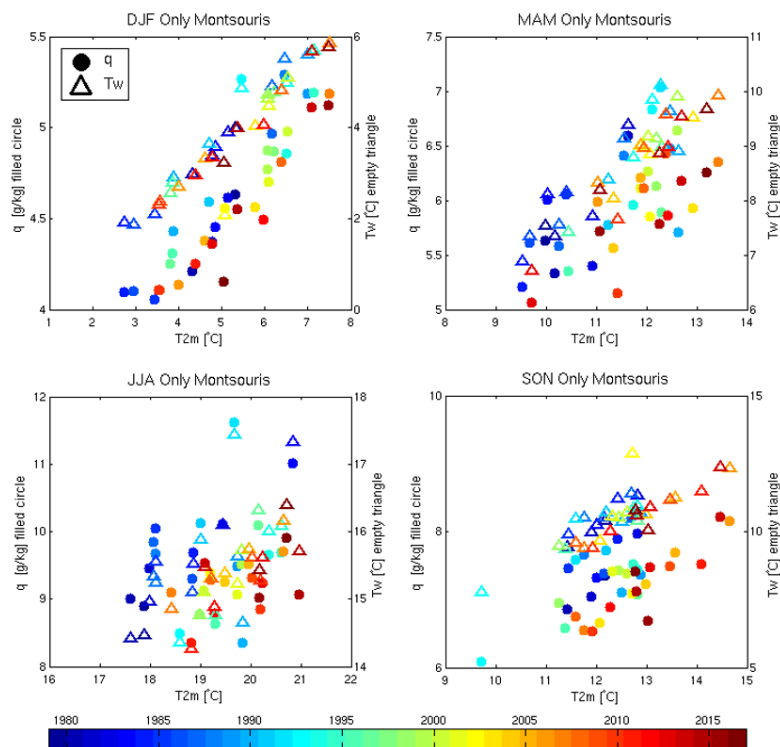 DJF Only Montsouris
5.5
5
4.5
4
q [g/kg] filled circle
q
Tw
6
4
2
0
Tw [°C] empty triangle
1 2 3 4 5 6 7 8
T2m [°C]
MAM Only Montsouris
7.5
7
6.5
6
5.5
5
q [g/kg] filled circle
11
10
9
8
7
6
Tw [°C] empty triangle
8 9 10 11 12 13 14
T2m [°C]
JJA Only Montsouris
12
11
10
9
8
q [g/kg] filled circle
18
17
16
15
14
Tw [°C] empty triangle
16 17 18 19 20 21 22
T2m [°C]
SON Only Montsouris
10
8
6
q [g/kg] filled circle
15
10
5
Tw [°C] empty triangle
9 10 11 12 13 14 15
T2m [°C]
1980 1985 1990 1995 2000 2005 2010 2015